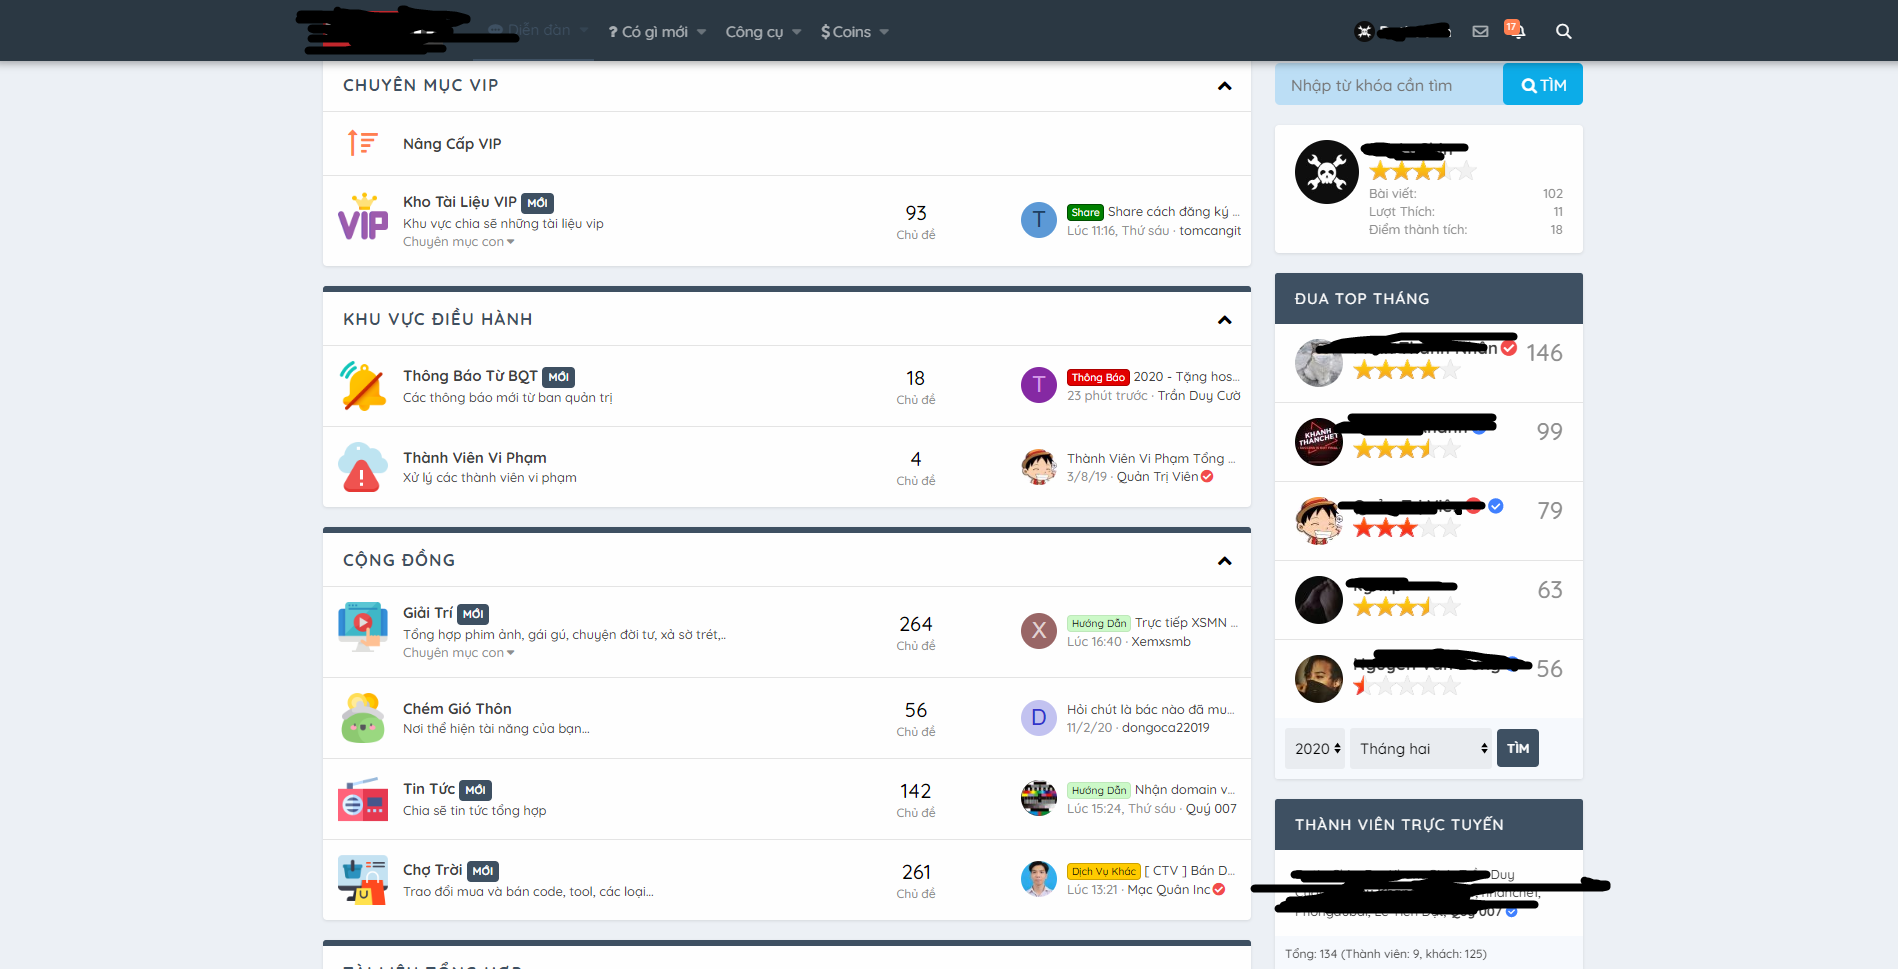 Diễn đàn
? Có gì mới
Công cụ
$ Coins
17
CHUYÊN MỤC VIP
Nâng Cấp VIP
VIP
Kho Tài Liệu VIP MỚI
Khu vực chia sẽ những tài liệu vip
Chuyên mục con
93
Chủ đề
T
Share Share cách đăng ký ...
Lúc 11:16, Thứ sáu · tomcangit
KHU VỰC ĐIỀU HÀNH
Thông Báo Từ BQT MỚI
Các thông báo mới từ ban quản trị
18
Chủ đề
T
Thông Báo 2020 - Tặng hos...
23 phút trước · Trần Duy Cườ
Thành Viên Vi Phạm
Xử lý các thành viên vi phạm
4
Chủ đề
Thành Viên Vi Phạm Tổng ...
3/8/19 · Quản Trị Viên
CỘNG ĐỒNG
Giải Trí MỚI
Tổng hợp phim ảnh, gái gú, chuyện đời tư, xả sờ trét,..
Chuyên mục con
264
Chủ đề
X
Hướng Dẫn Trực tiếp XSMN ...
Lúc 16:40 · Xemxsmb
Chém Gió Thôn
Nơi thể hiện tài năng của bạn...
56
Chủ đề
D
Hỏi chút là bác nào đã mu...
11/2/20 · dongoca22019
Tin Tức MỚI
Chia sẽ tin tức tổng hợp
142
Chủ đề
Hướng Dẫn Nhận domain v...
Lúc 15:24, Thứ sáu · Quý 007
Chợ Trời MỚI
Trao đổi mua và bán code, tool, các loại...
261
Chủ đề
Dịch Vụ Khác [ CTV ] Bán D...
Lúc 13:21 · Mạc Quân Inc
Nhập từ khóa cần tìm
TÌM
Bài viết: 102
Lượt Thích: 11
Điểm thành tích: 18
ĐUA TOP THÁNG
146
KHANH
THANCHET
99
79
63
56
2020
Tháng hai
TÌM
THÀNH VIÊN TRỰC TUYẾN
Duy
Quý 007
Tổng: 134 (Thành viên: 9, khách: 125)